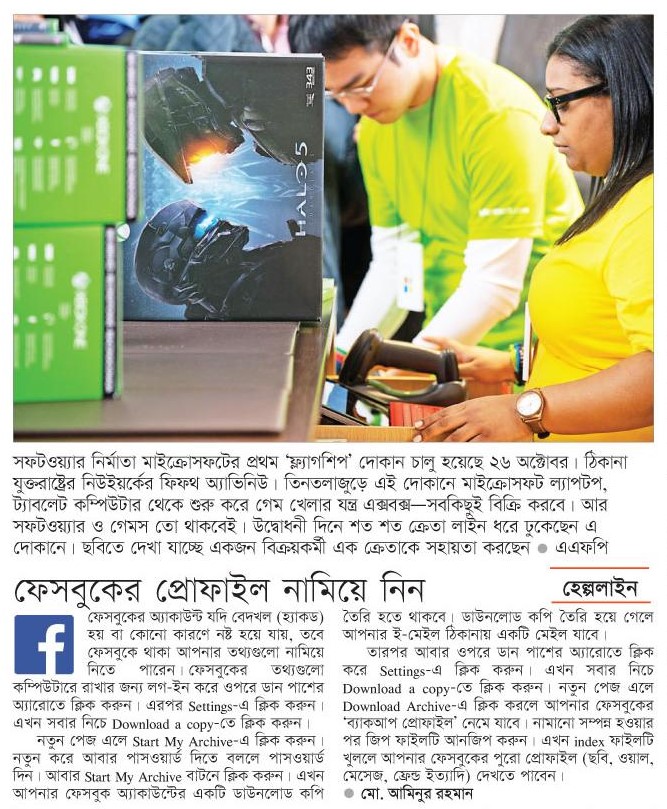 XBOX ONE
XBOX ONE
343
HALO 5
সফটওয়্যার নির্মাতা মাইক্রোসফটের প্রথম ‘ফ্ল্যাগশিপ’ দোকান চালু হয়েছে ২৬ অক্টোবর। ঠিকানা
যুক্তরাষ্ট্রের নিউইয়র্কের ফিফথ অ্যাভিনিউ। তিনতলাজুড়ে এই দোকানে মাইক্রোসফট ল্যাপটপ,
ট্যাবলেট কম্পিউটার থেকে শুরু করে গেম খেলার যন্ত্র এক্সবক্স—সবকিছুই বিক্রি করবে। আর
সফটওয়্যার ও গেমস তো থাকবেই। উদ্বোধনী দিনে শত শত ক্রেতা লাইন ধরে ঢুকেছেন এ
দোকানে। ছবিতে দেখা যাচ্ছে একজন বিক্রয়কর্মী এক ক্রেতাকে সহায়তা করছেন ● এএফপি
ফেসবুকের প্রোফাইল নামিয়ে নিন
হেল্পলাইন
f
ফেসবুকের অ্যাকাউন্ট যদি বেদখল (হ্যাকড)
হয় বা কোনো কারণে নষ্ট হয়ে যায়, তবে
ফেসবুকে থাকা আপনার তথ্যগুলো নামিয়ে
নিতে পারেন। ফেসবুকের তথ্যগুলো
কম্পিউটারে রাখার জন্য লগ-ইন করে ওপরে ডান পাশের
অ্যারোতে ক্লিক করুন। এরপর Settings-এ ক্লিক করুন।
এখন সবার নিচে Download a copy-তে ক্লিক করুন।
নতুন পেজ এলে Start My Archive-এ ক্লিক করুন।
নতুন করে আবার পাসওয়ার্ড দিতে বললে পাসওয়ার্ড
দিন। আবার Start My Archive বাটনে ক্লিক করুন। এখন
আপনার ফেসবুক অ্যাকাউন্টের একটি ডাউনলোড কপি
তৈরি হতে থাকবে। ডাউনলোড কপি তৈরি হয়ে গেলে
আপনার ই-মেইল ঠিকানায় একটি মেইল যাবে।
তারপর আবার ওপরে ডান পাশের অ্যারোতে ক্লিক
করে Settings-এ ক্লিক করুন। এখন সবার নিচে
Download a copy-তে ক্লিক করুন। নতুন পেজ এলে
Download Archive-এ ক্লিক করলে আপনার ফেসবুকের
‘ব্যাকআপ প্রোফাইল’ নেমে যাবে। নামানো সম্পন্ন হওয়ার
পর জিপ ফাইলটি আনজিপ করুন। এখন index ফাইলটি
খুললে আপনার ফেসবুকের পুরো প্রোফাইল (ছবি, ওয়াল,
মেসেজ, ফ্রেন্ড ইত্যাদি) দেখতে পাবেন।
● মো. আমিনুর রহমান